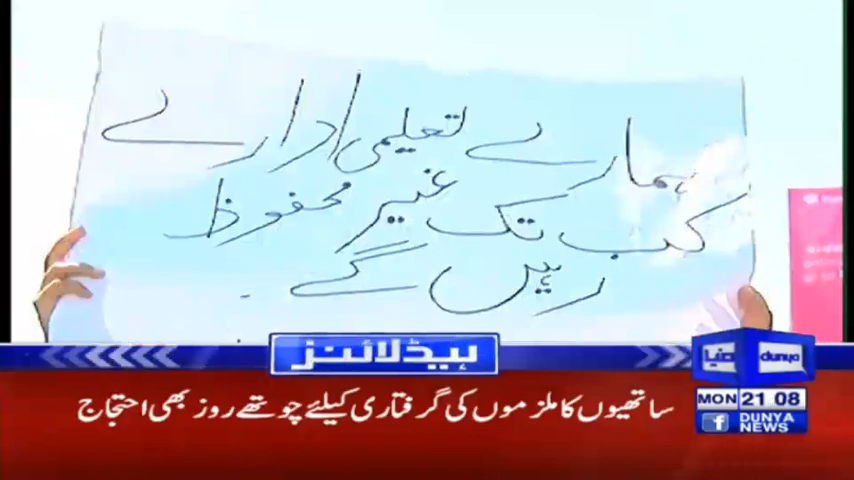 ہمارے تعلیمی ادارے
کب تک غیر محفوظ
رہیں گے
ہیڈلائنز
دنیا dunya
MON 21 08
DUNYA NEWS
ساتھیوں کا ملزموں کی گرفتاری کیلئے چوتھے روز بھی احتجاج